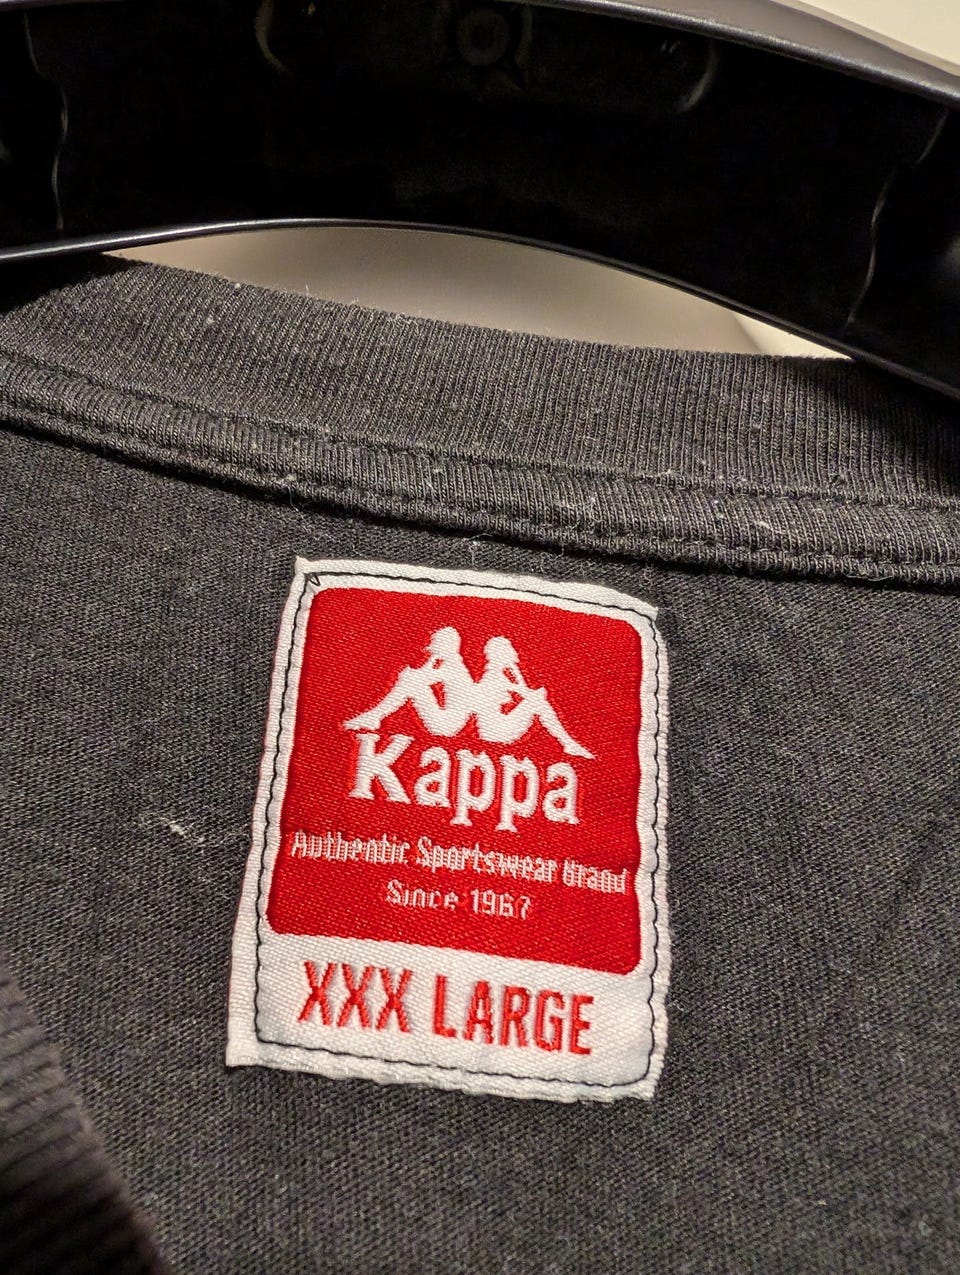 Kappa
Authentic Sportswear Brand
Since 1967
XXX LARGE